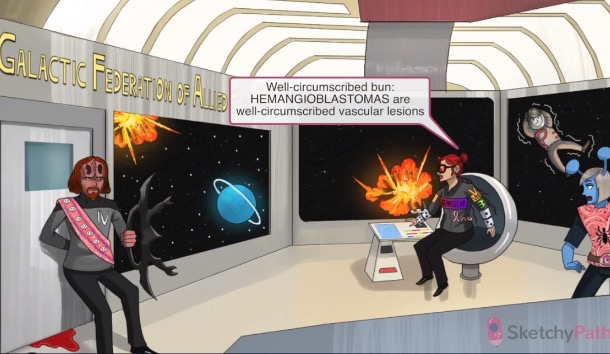 GALACTIC FEDERATION OF ALLIED
Well-circumscribed bun:
HEMANGIOBLASTOMAS are
well-circumscribed vascular lesions
SketchyPath